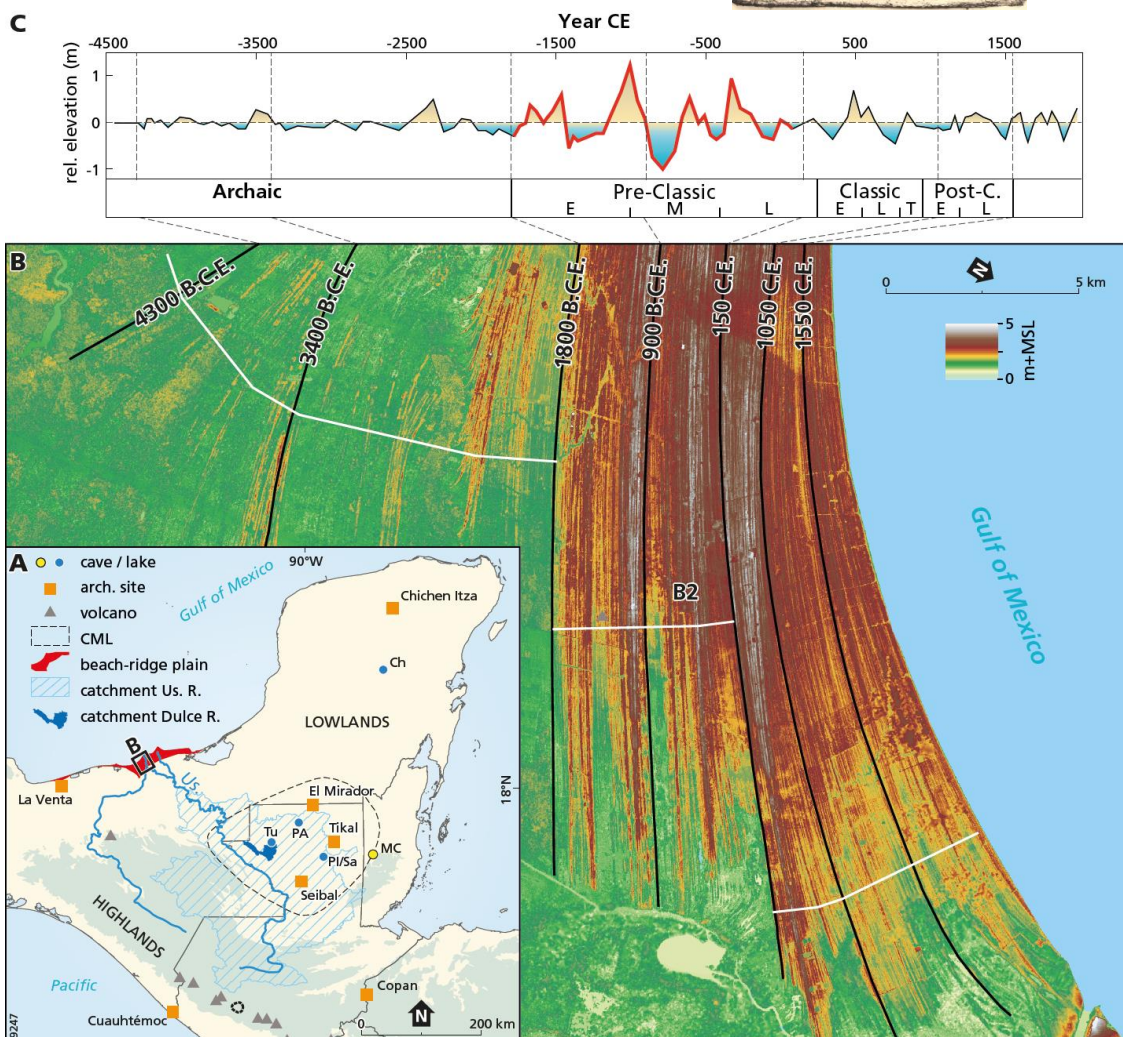 C
Year CE
-4500 -3500 -2500 -1500 -500 500 1500
rel. elevation (m)
1
0
-1
Archaic Pre-Classic Classic Post-C.
E M L E L T E L
B
4300 B.C.E.
3400 B.C.E.
1800 B.C.E.
900 B.C.E.
150 C.E.
1050 C.E.
1550 C.E.
N
0 5 km
5
0
m+MSL
B2
Gulf of Mexico
A
cave / lake
arch. site
volcano
CML
beach-ridge plain
catchment Us. R.
catchment Dulce R.
90°W
Gulf of Mexico
Chichen Itza
Ch
LOWLANDS
B
Us.
La Venta
18°N
El Mirador
Tu
PA
Tikal
MC
PI/Sa
Seibal
HIGHLANDS
Pacific
Copan
Cuauhtémoc
N
0 200 km
9247